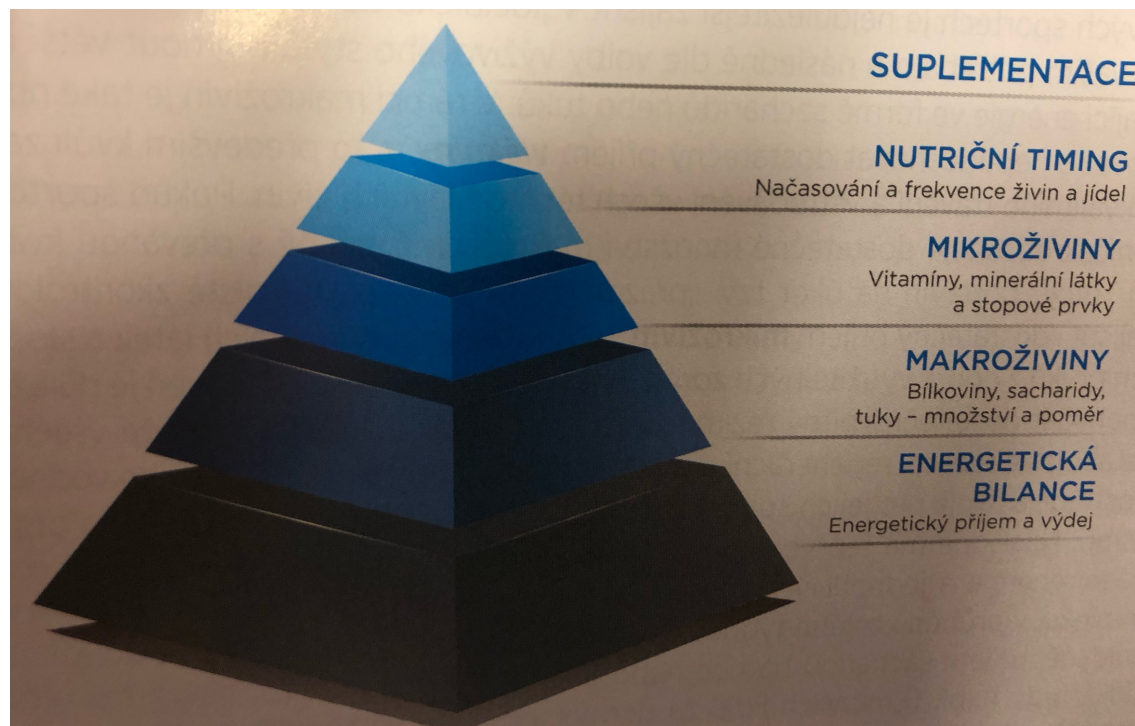 SUPLEMENTACE
NUTRIČNÍ TIMING
Načasování a frekvence živin a jídel
MIKROŽIVINY
Vitamíny, minerální látky
a stopové prvky
MAKROŽIVINY
Bílkoviny, sacharidy,
tuky – množství a poměr
ENERGETICKÁ
BILANCE
Energetický příjem a výdej